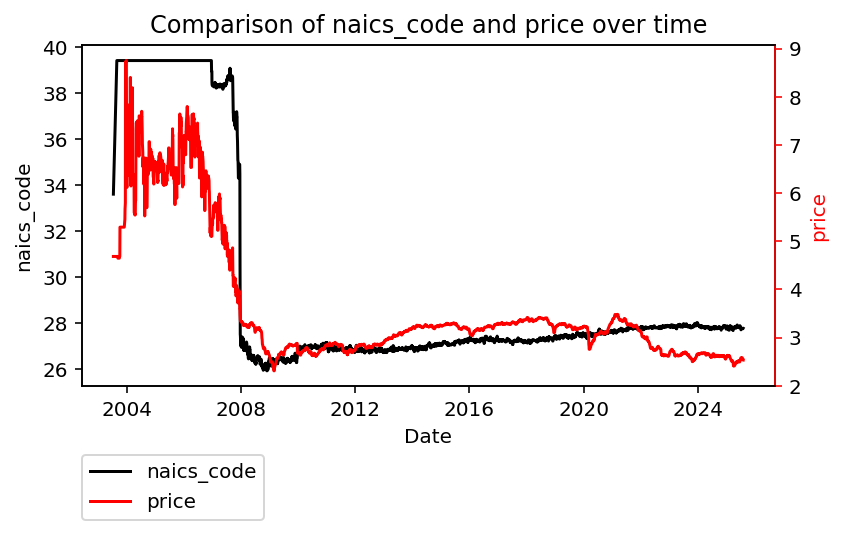 Comparison of naics_code and price over time
40
38
36
34
32
30
28
26
naics_code
9
8
7
6
5
4
3
2
price
2004 2008 2012 2016 2020 2024
Date
naics_code
price